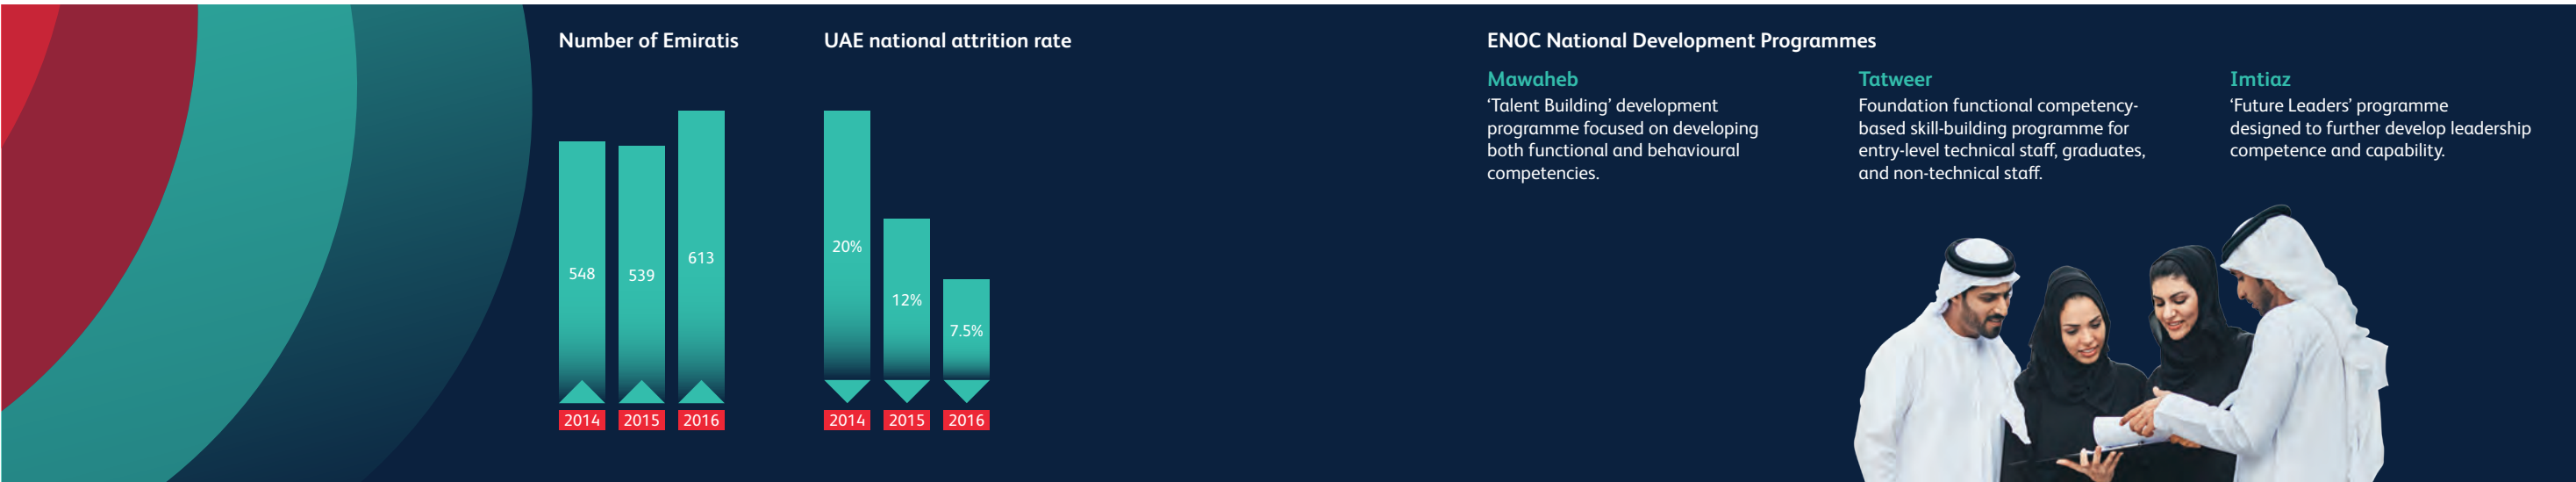 Number of Emiratis
548
539
613
2014
2015
2016
UAE national attrition rate
20%
12%
7.5%
2014
2015
2016
ENOC National Development Programmes
Mawaheb
‘Talent Building’ development
programme focused on developing
both functional and behavioural
competencies.
Tatweer
Foundation functional competency-
based skill-building programme for
entry-level technical staff, graduates,
and non-technical staff.
Imtiaz
‘Future Leaders’ programme
designed to further develop leadership
competence and capability.